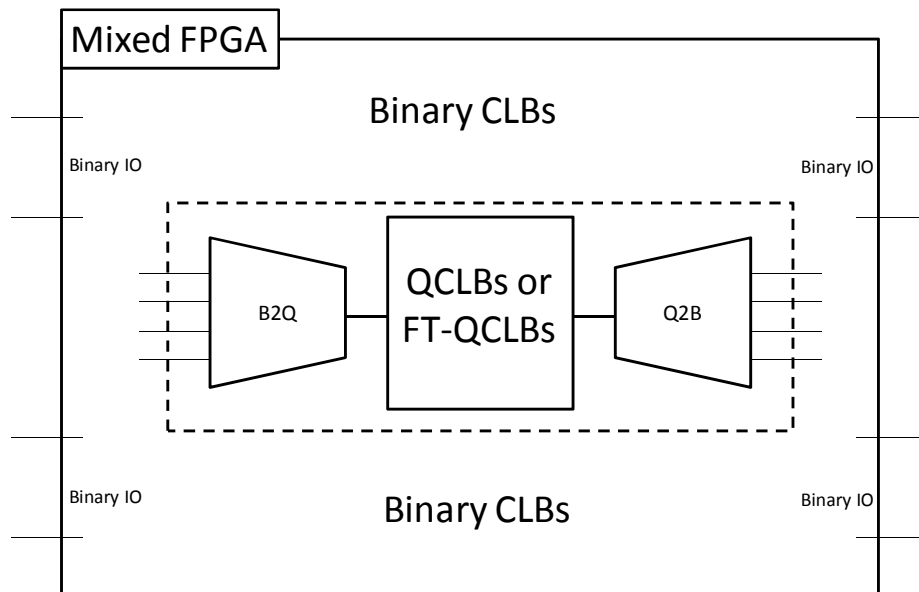 Mixed FPGA
Binary CLBs
Binary IO
Binary IO
B2Q
QCLBs or
FT-QCLBs
Q2B
Binary IO
Binary CLBs
Binary IO